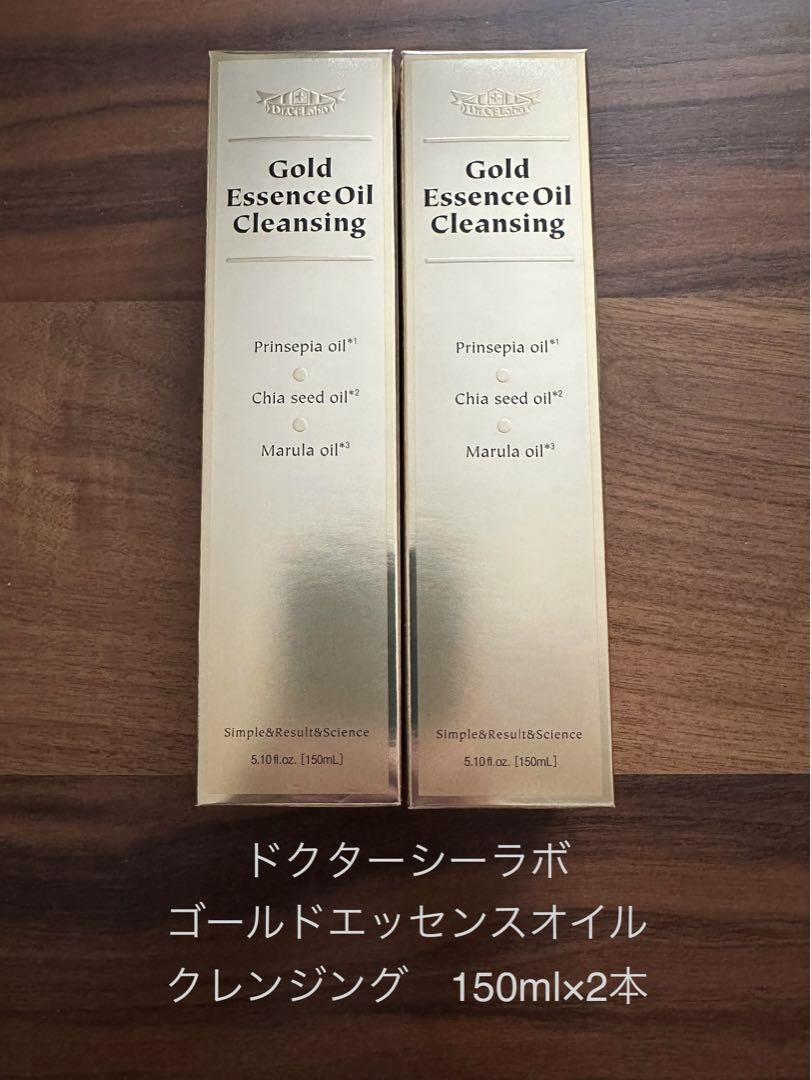 Dr.Ci:Labo
Gold
Essence Oil
Cleansing
Prinsepia oil*1
Chia seed oil*2
Marula oil*3
Simple&Result&Science
5.10 fl.oz. [150mL]
Dr.Ci:Labo
Gold
Essence Oil
Cleansing
Prinsepia oil*1
Chia seed oil*2
Marula oil*3
Simple&Result&Science
5.10 fl.oz. [150mL]
ドクターシーラボ
ゴールドエッセンスオイル
クレンジング　150ml×2本